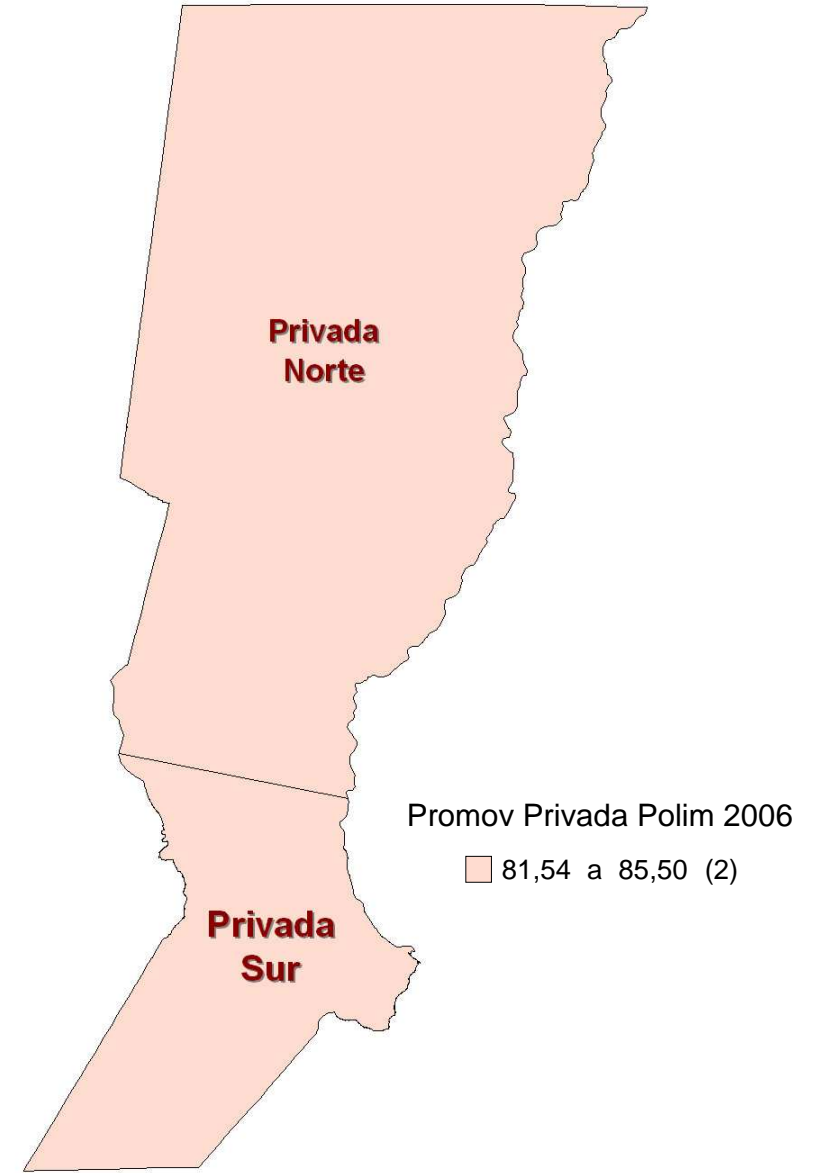 Privada
Norte
Promov Privada Polim 2006
81,54 a 85,50 (2)
Privada
Sur